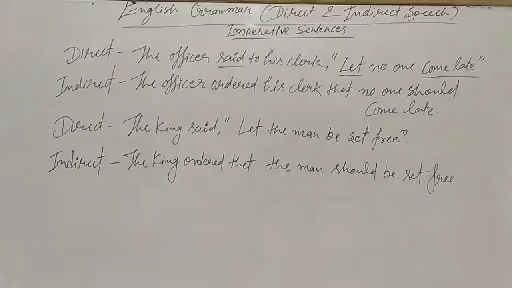 English Grammar (Direct & Indirect Speech)
Imperative Sentences
Direct - The officer said to his clerk, "Let no one come late"
Indirect - The officer ordered his clerk that no one should
come late.
Direct - The King said, "Let the man be set free".
Indirect - The King ordered that the man should be set free